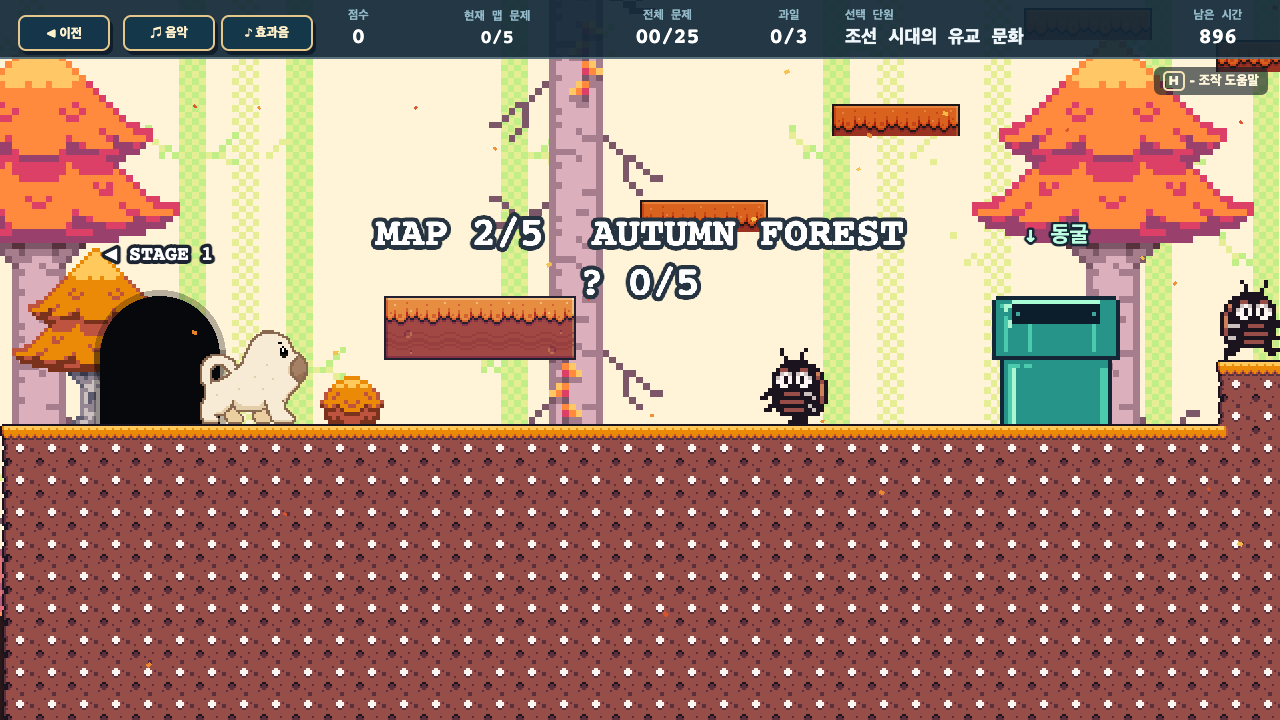 ◀ 이전
♫ 음악
♪ 효과음
점수
0
현재 맵 문제
0/5
전체 문제
00/25
과일
0/3
선택 단원
조선 시대의 유교 문화
남은 시간
896
H - 조작 도움말
MAP 2/5 AUTUMN FOREST
? 0/5
◀ STAGE 1
↓ 동굴